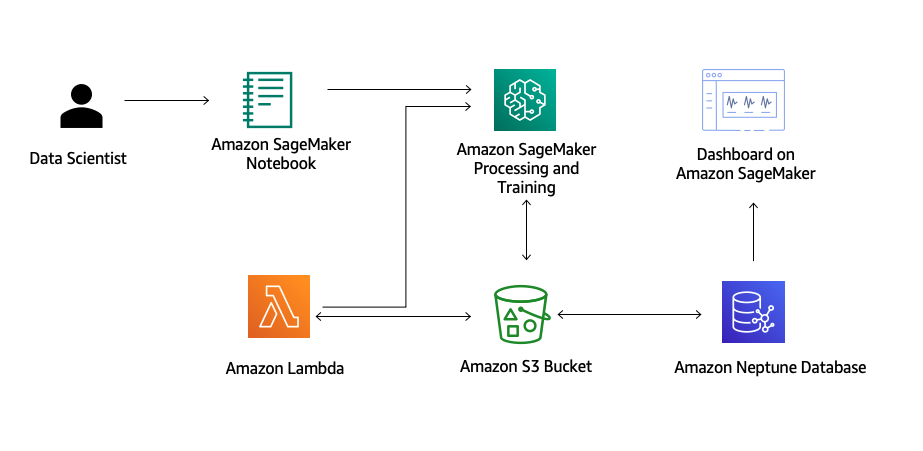 Data Scientist
Amazon SageMaker
Notebook
Amazon SageMaker
Processing and
Training
Dashboard on
Amazon SageMaker
Amazon Lambda
Amazon S3 Bucket
Amazon Neptune Database